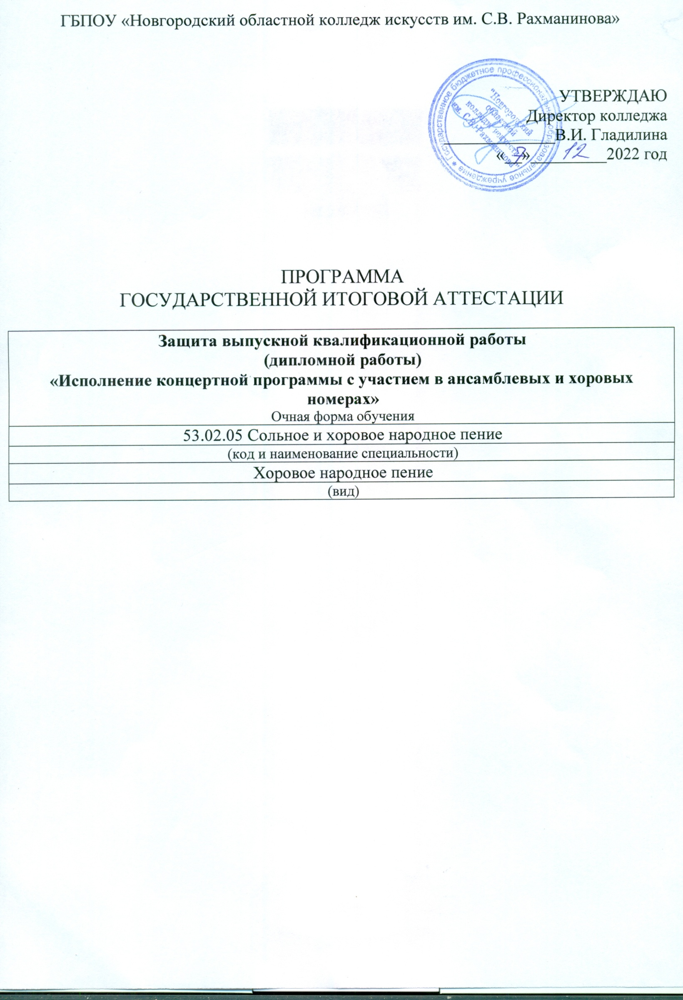 ГБПОУ «Новгородский областной колледж искусств им. С.В. Рахманинова»
Государственное бюджетное профессиональное образовательное учреждение *
"Новгородский
областной
колледж искусств
им. С.В. Рахманинова"
УТВЕРЖДАЮ
Директор колледжа
______________В.И. Гладилина
«7» 12 2022 год
ПРОГРАММА
ГОСУДАРСТВЕННОЙ ИТОГОВОЙ АТТЕСТАЦИИ
Защита выпускной квалификационной работы
(дипломной работы)
«Исполнение концертной программы с участием в ансамблевых и хоровых
номерах»
Очная форма обучения
53.02.05 Сольное и хоровое народное пение
(код и наименование специальности)
Хоровое народное пение
(вид)